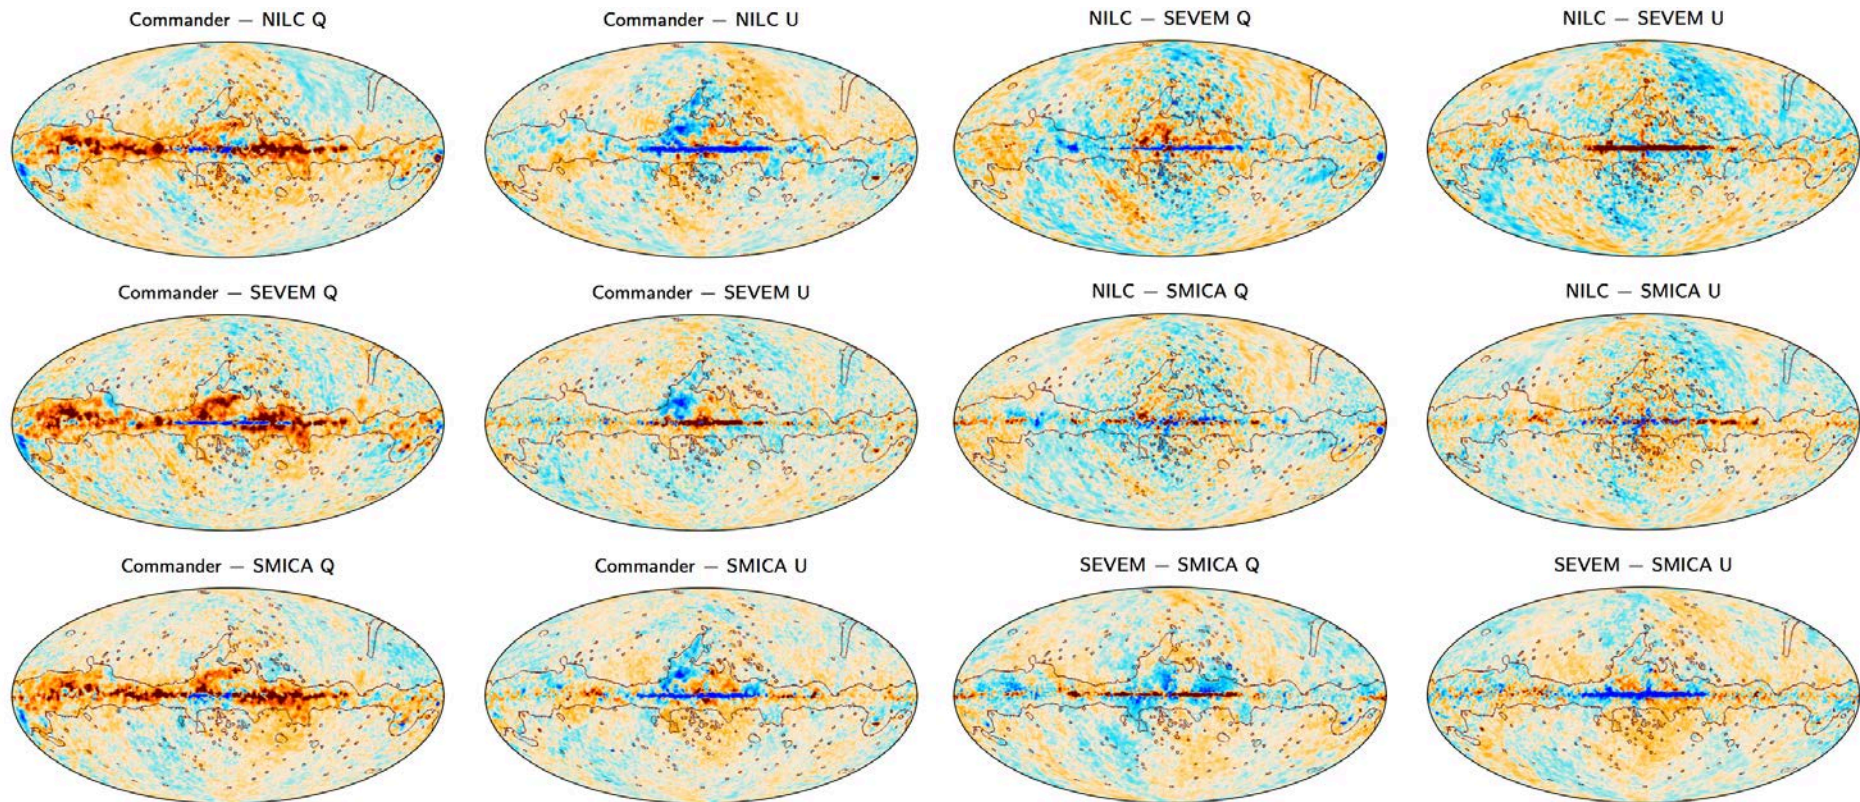 Commander − NILC Q
Commander − NILC U
NILC − SEVEM Q
NILC − SEVEM U
Commander − SEVEM Q
Commander − SEVEM U
NILC − SMICA Q
NILC − SMICA U
Commander − SMICA Q
Commander − SMICA U
SEVEM − SMICA Q
SEVEM − SMICA U